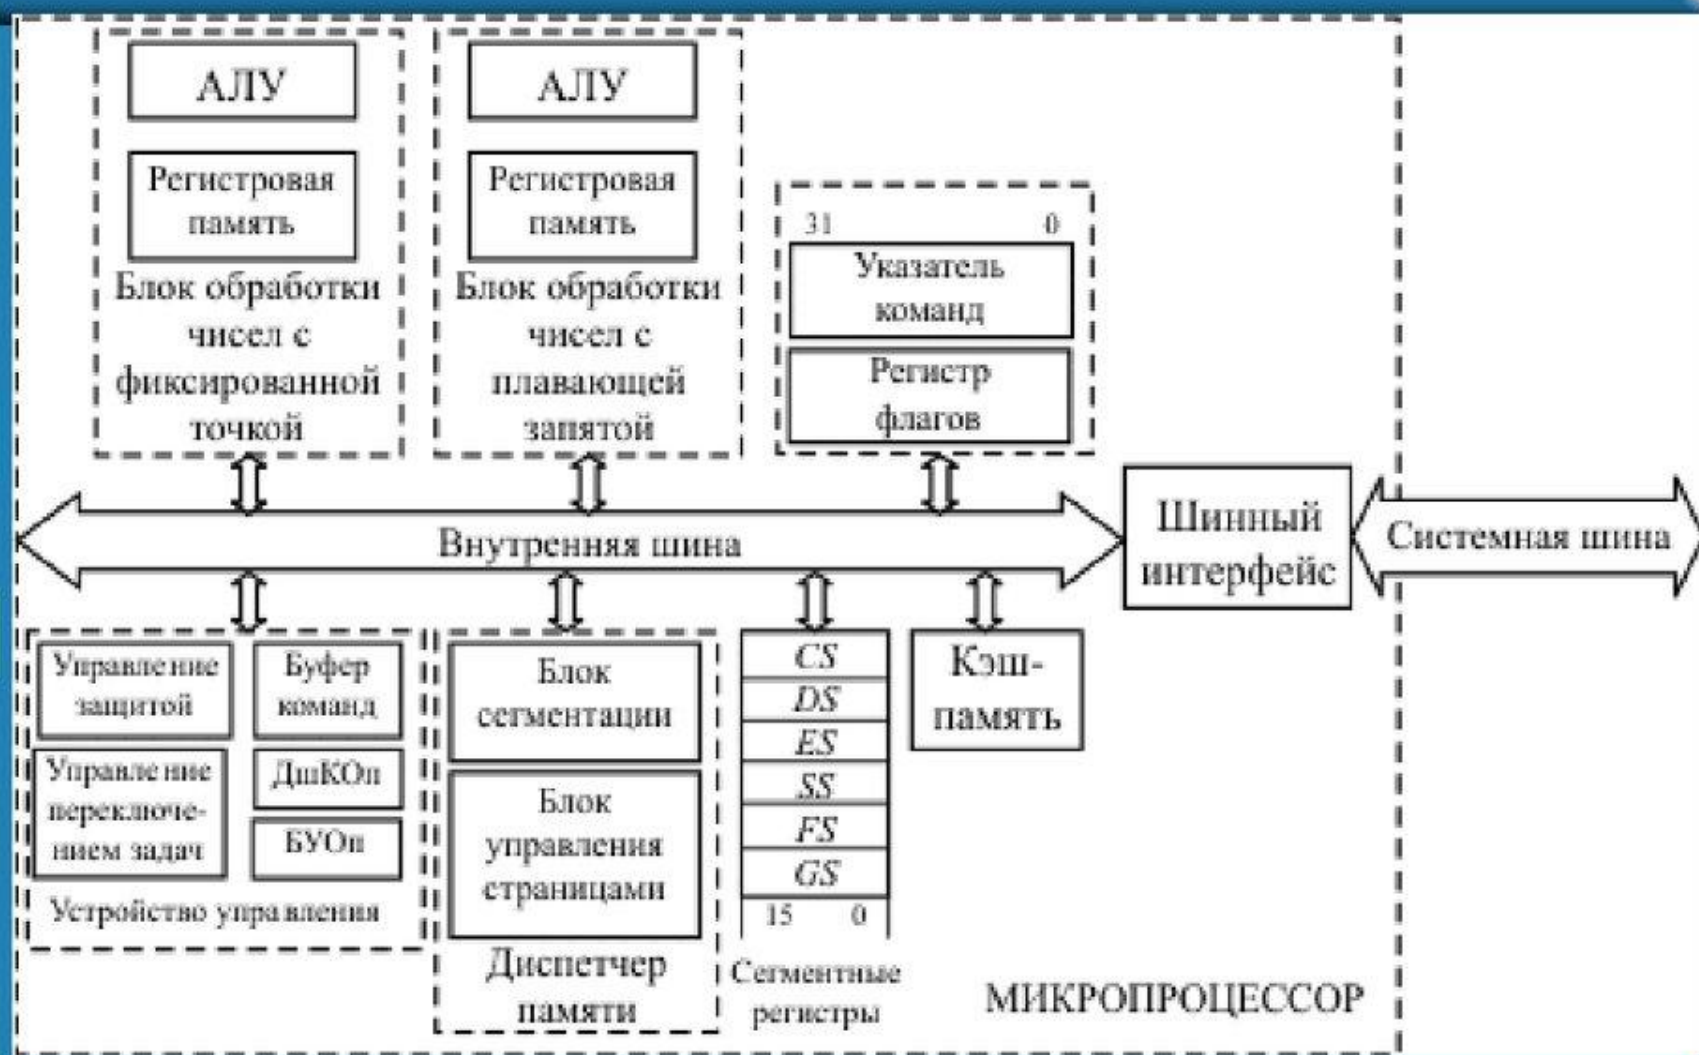 АЛУ
Регистровая
память
Блок обработки
чисел с
фиксированной
точкой
АЛУ
Регистровая
память
Блок обработки
чисел с
плавающей
запятой
31 0
Указатель
команд
Регистр
флагов
Внутренняя шина
Шинный
интерфейс
Системная шина
Управление
защитой
Буфер
команд
Управление
переключе-
нием задач
ДшКОп
БУОп
Устройство управления
Блок
сегментации
Блок
управления
страницами
Диспетчер
памяти
CS
DS
ES
SS
FS
GS
15 0
Сегментные
регистры
Кэш-
память
МИКРОПРОЦЕССОР